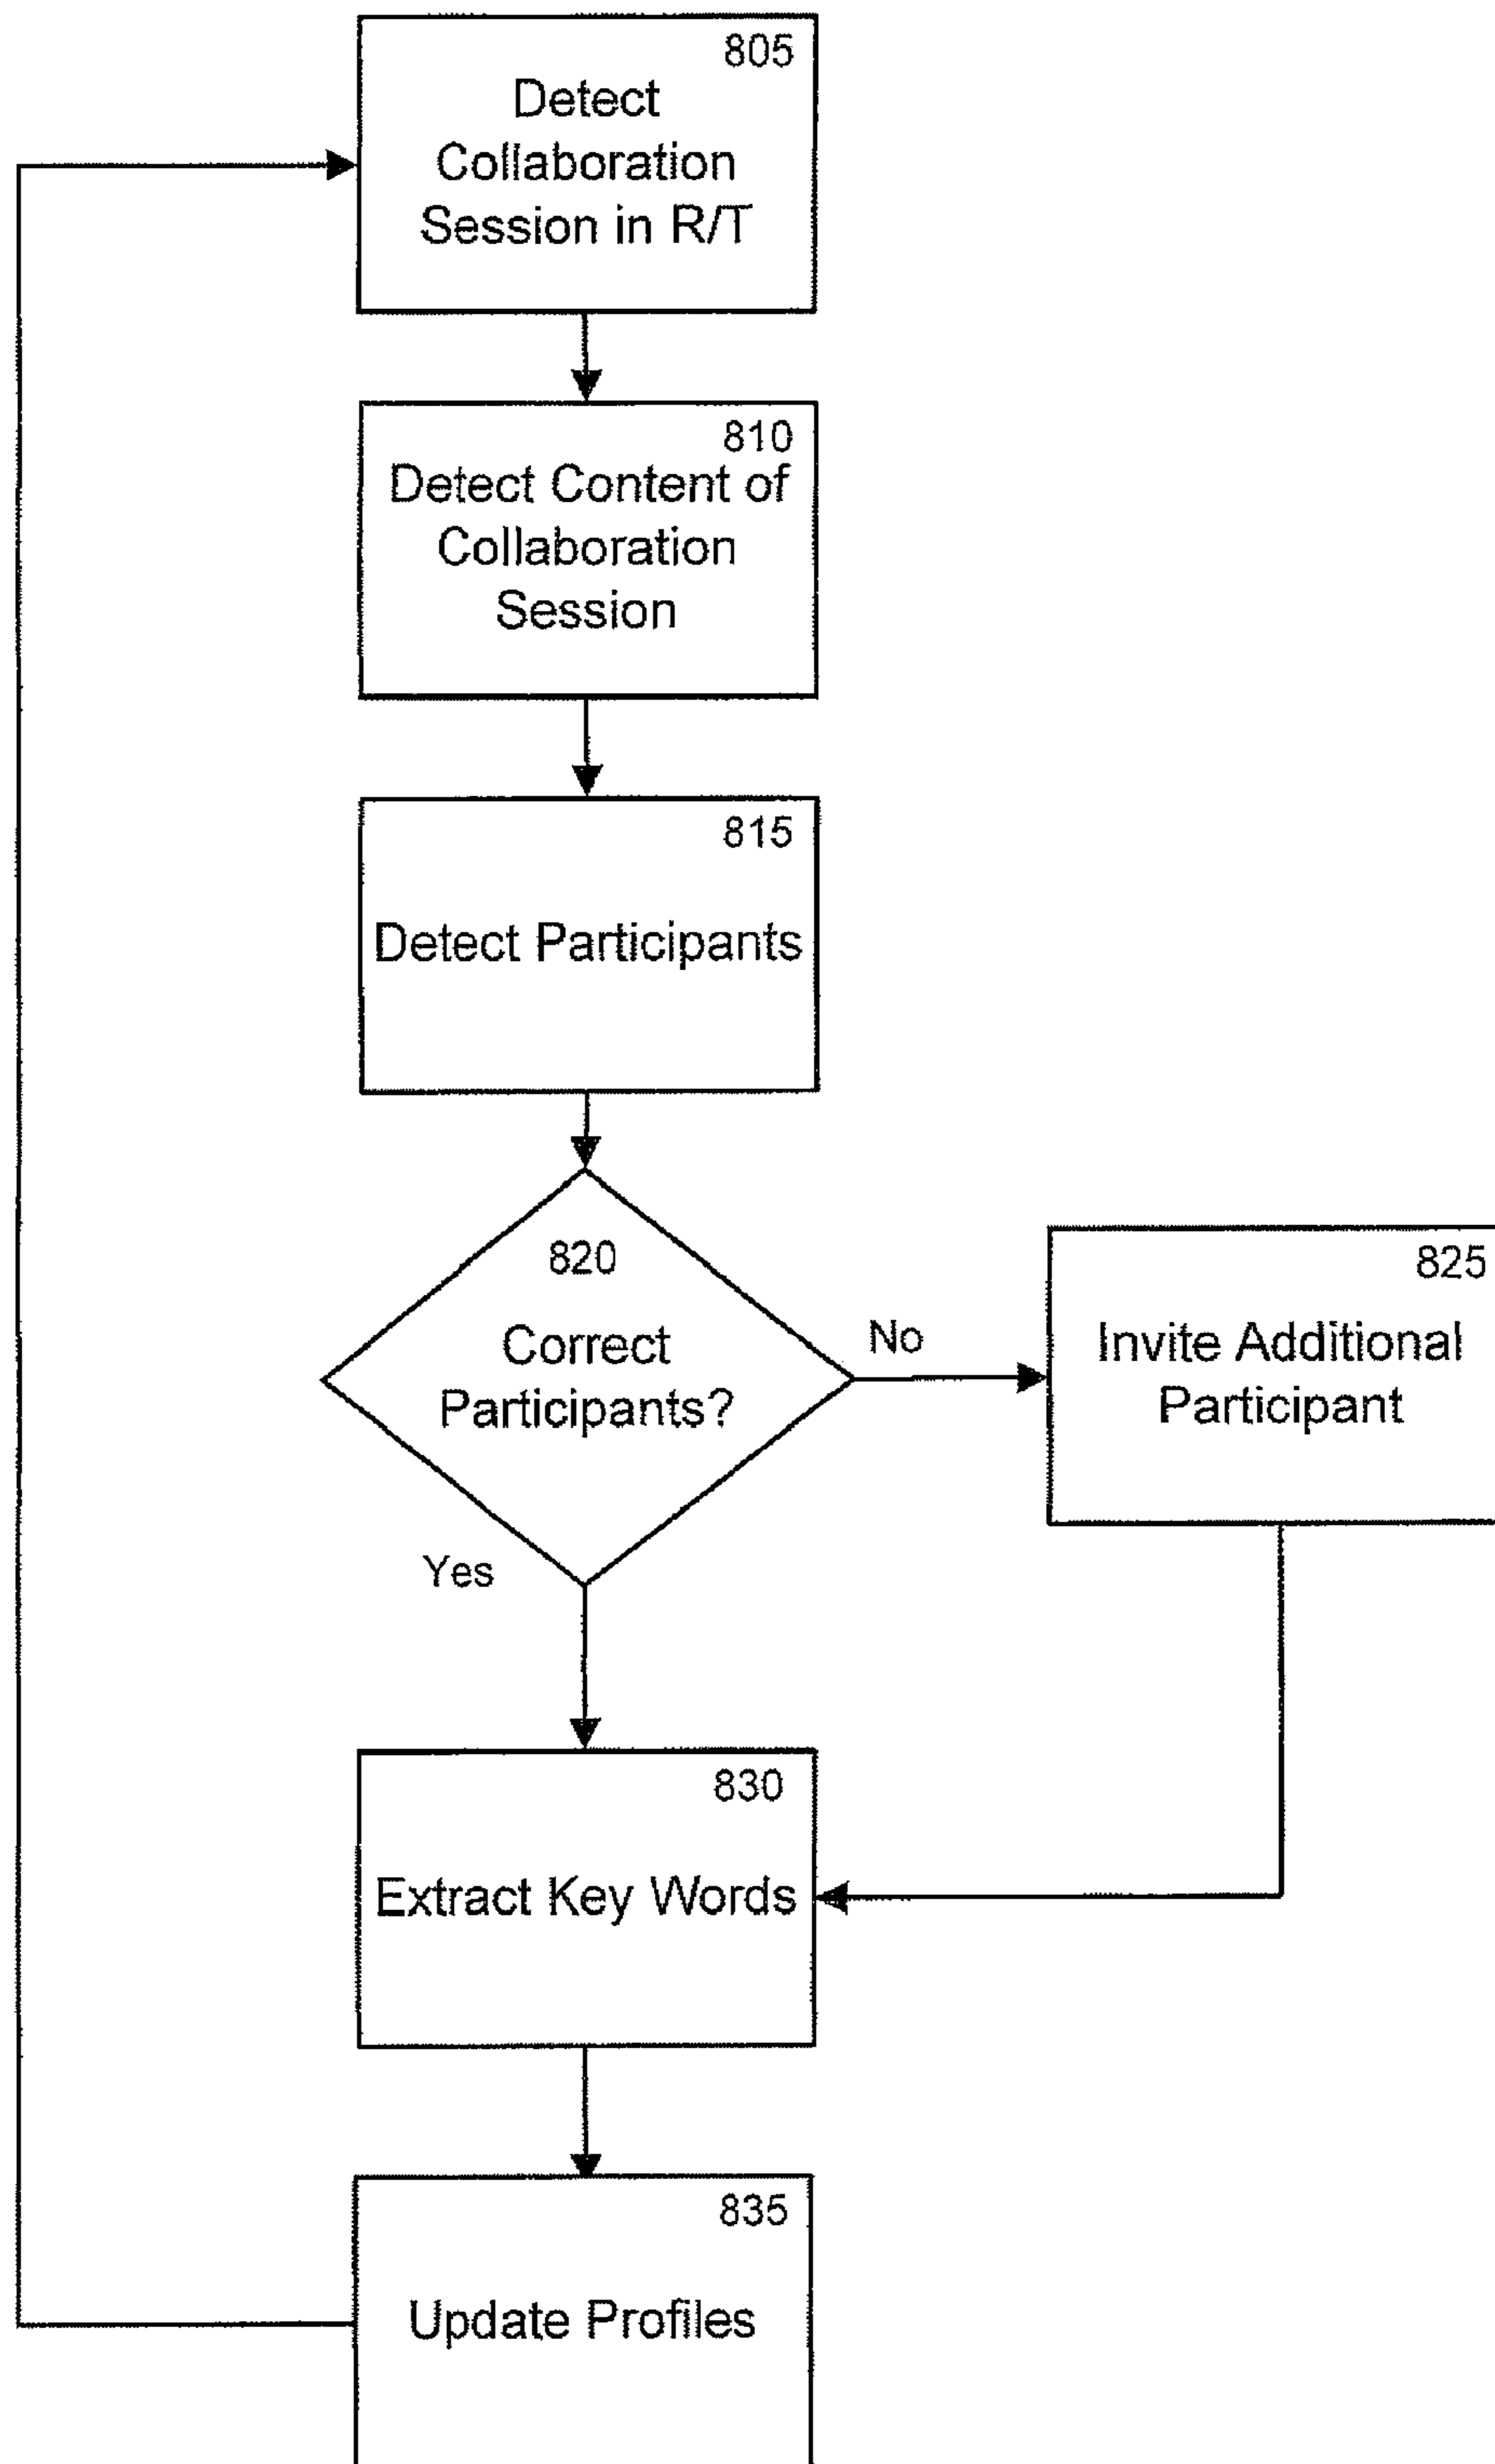 805
Detect
Collaboration
Session in R/T
810
Detect Content of
Collaboration
Session
815
Detect Participants
820
Correct
Participants?
No
825
Invite Additional
Participant
Yes
830
Extract Key Words
835
Update Profiles